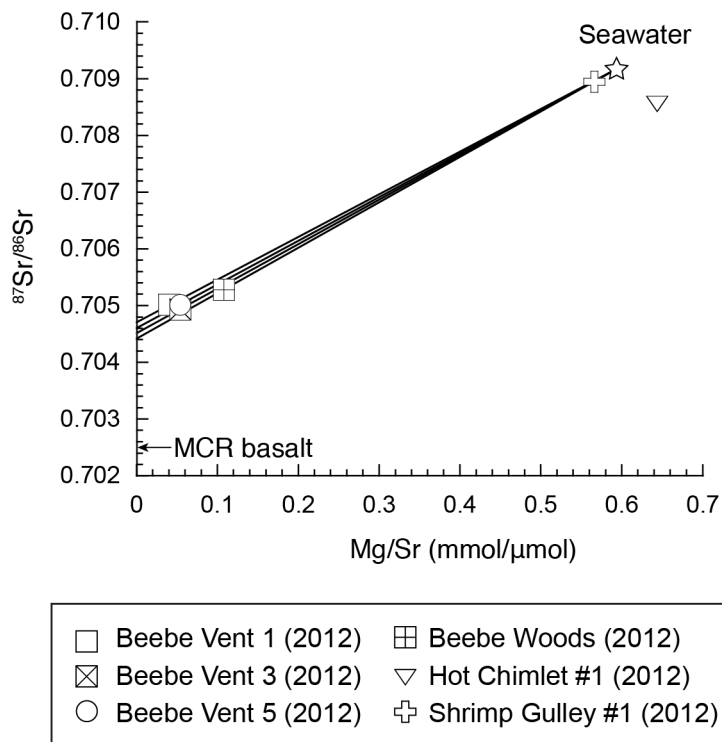 0.710
0.709
0.708
0.707
0.706
0.705
0.704
0.703
0.702
⁸⁷Sr/⁸⁶Sr
Seawater
MCR basalt
0 0.1 0.2 0.3 0.4 0.5 0.6 0.7
Mg/Sr (mmol/μmol)
Beebe Vent 1 (2012) Beebe Woods (2012)
Beebe Vent 3 (2012) Hot Chimlet #1 (2012)
Beebe Vent 5 (2012) Shrimp Gulley #1 (2012)